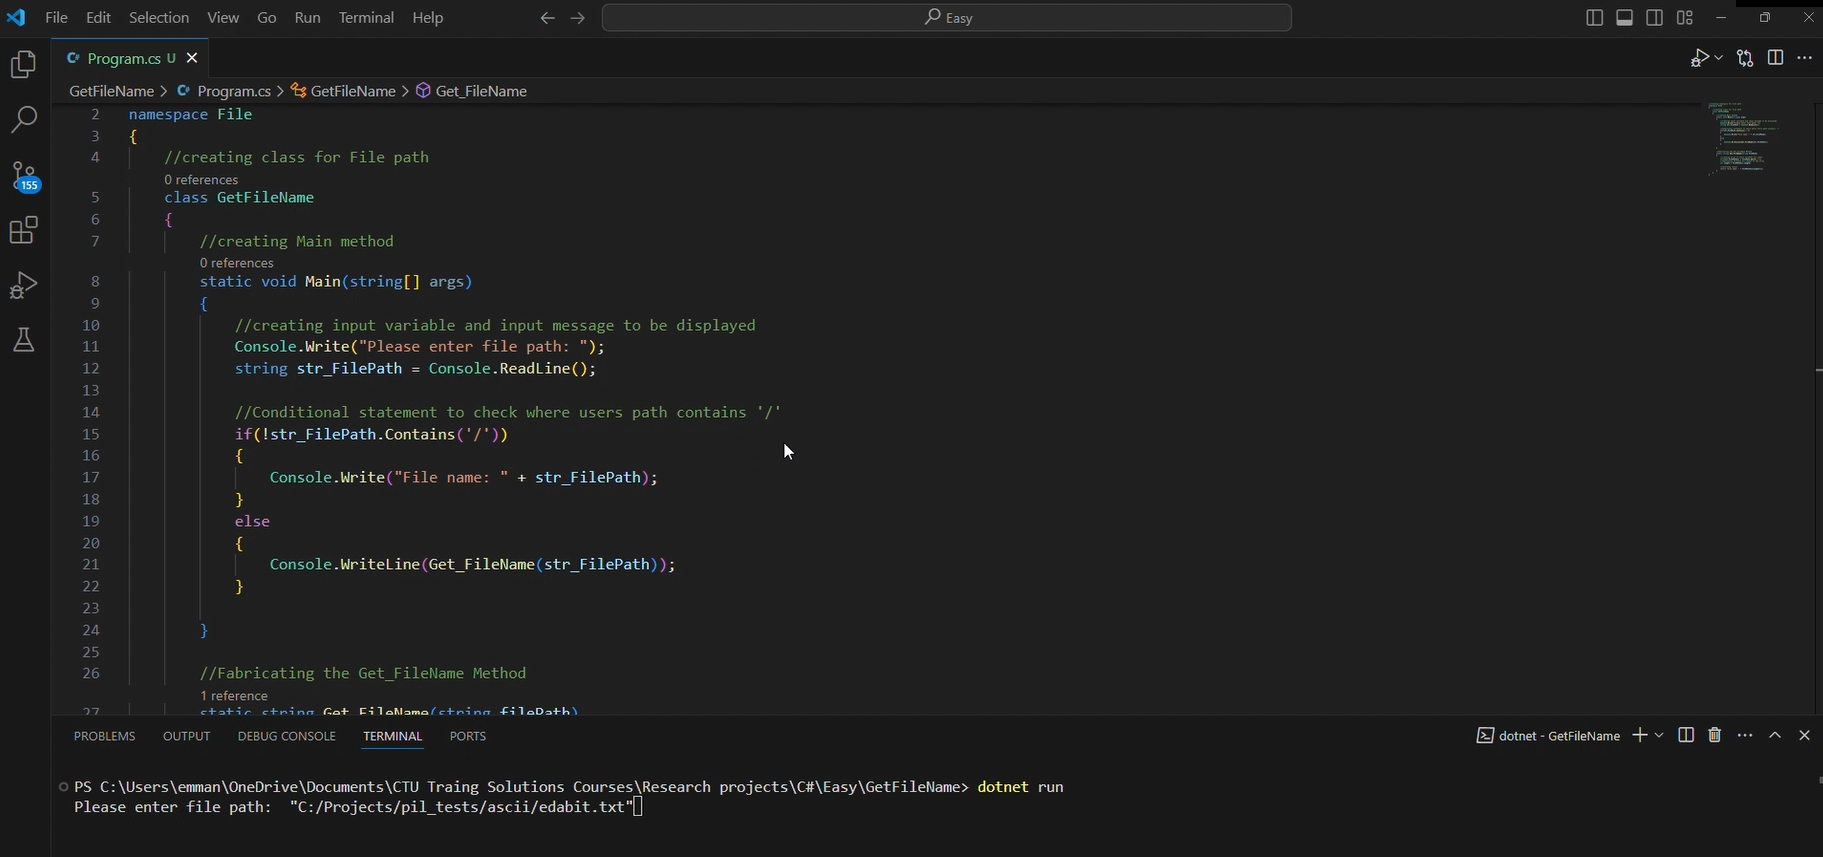 File Edit Selection View Go Run Terminal Help Easy
Program.cs U
GetFileName > Program.cs > GetFileName > Get_FileName
2 namespace File
3 {
4 //creating class for File path
0 references
5 class GetFileName
6 {
7 //creating Main method
0 references
8 static void Main(string[] args)
9 {
10 //creating input variable and input message to be displayed
11 Console.Write("Please enter file path: ");
12 string str_FilePath = Console.ReadLine();
13
14 //Conditional statement to check where users path contains '/'
15 if(!str_FilePath.Contains('/'))
16 {
17 Console.Write("File name: " + str_FilePath);
18 }
19 else
20 {
21 Console.WriteLine(Get_FileName(str_FilePath));
22 }
23
24 }
25
26 //Fabricating the Get_FileName Method
1 reference
27 static string Get_FileName(string filePath)
155
PROBLEMS OUTPUT DEBUG CONSOLE TERMINAL PORTS dotnet - GetFileName
PS C:\Users\emman\OneDrive\Documents\CTU Traing Solutions Courses\Research projects\C#\Easy\GetFileName> dotnet run
Please enter file path: "C:/Projects/pil_tests/ascii/edabit.txt"